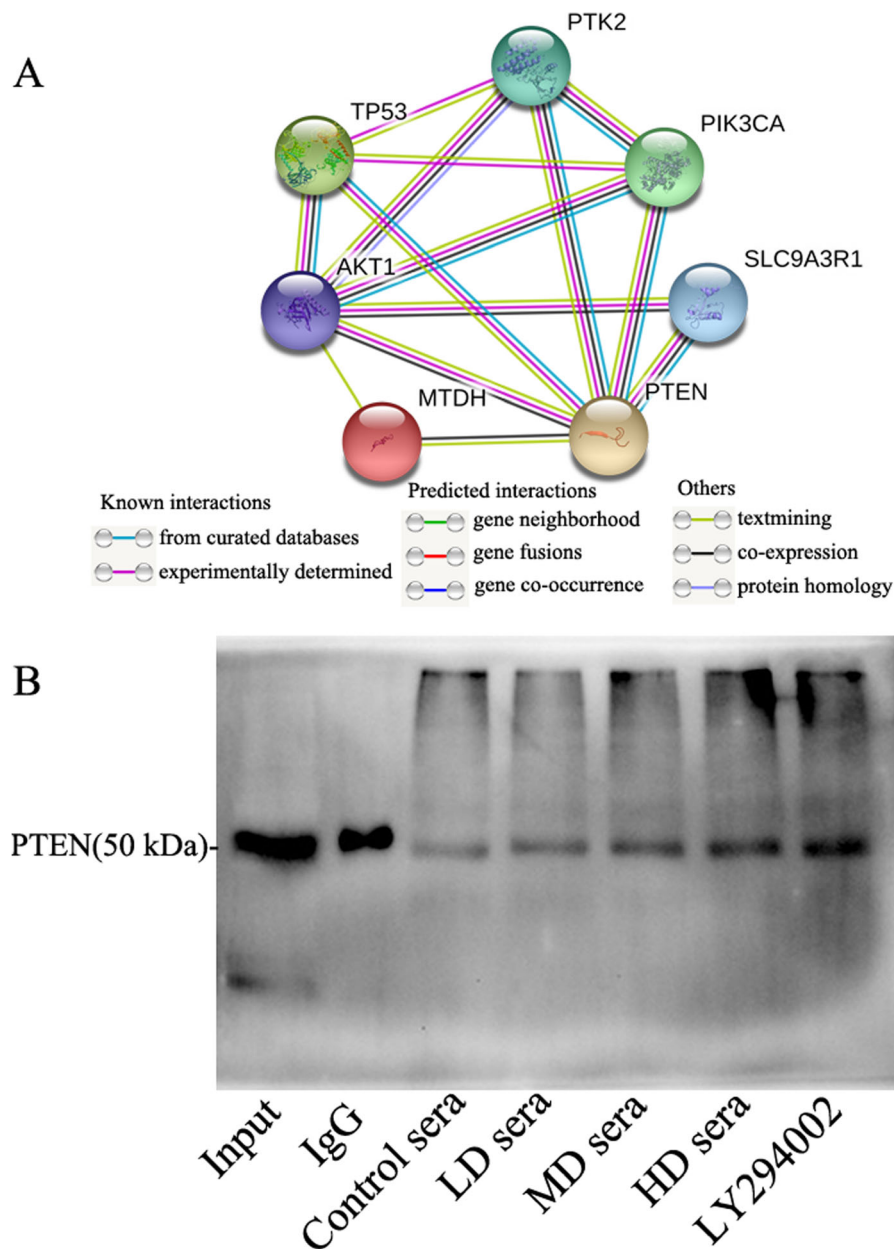 A
PTK2
TP53
PIK3CA
AKT1
SLC9A3R1
MTDH
PTEN
Known interactions
from curated databases
experimentally determined
Predicted interactions
gene neighborhood
gene fusions
gene co-occurrence
Others
textmining
co-expression
protein homology
B
PTEN(50 kDa)-
Input
IgG
Control sera
LD sera
MD sera
HD sera
LY294002